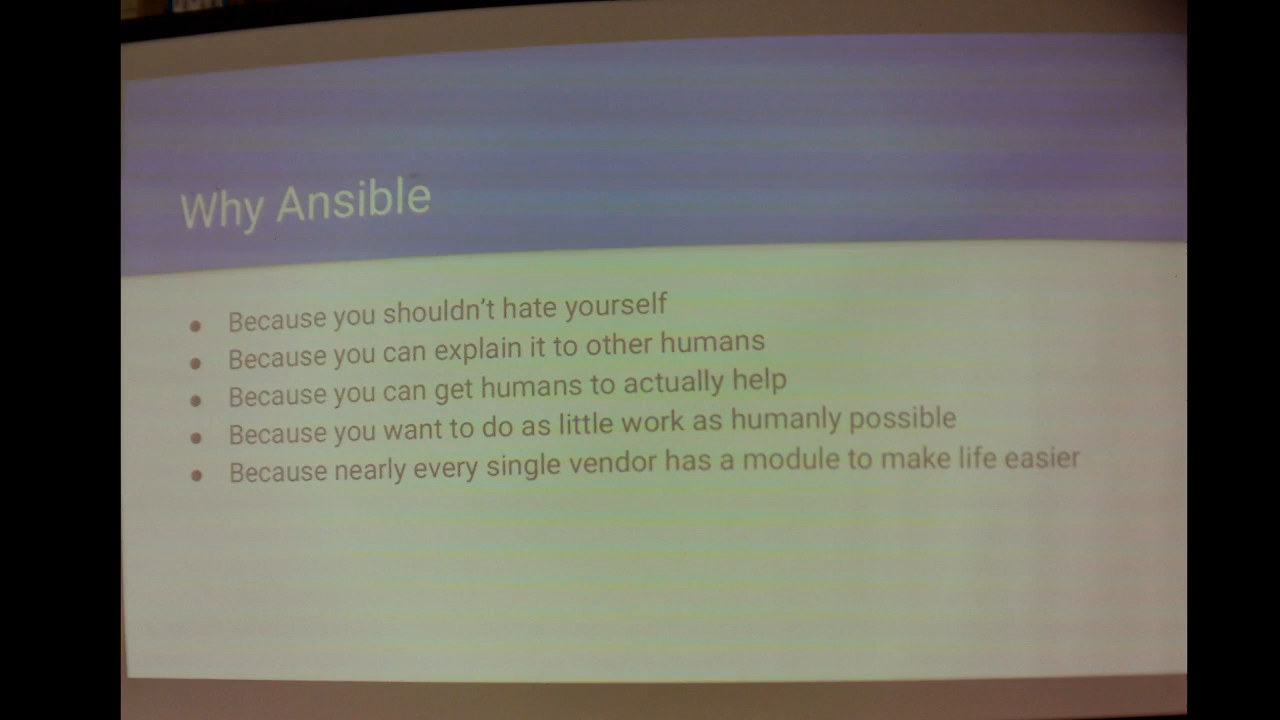 Why Ansible
● Because you shouldn't hate yourself
● Because you can explain it to other humans
● Because you can get humans to actually help
● Because you want to do as little work as humanly possible
● Because nearly every single vendor has a module to make life easier